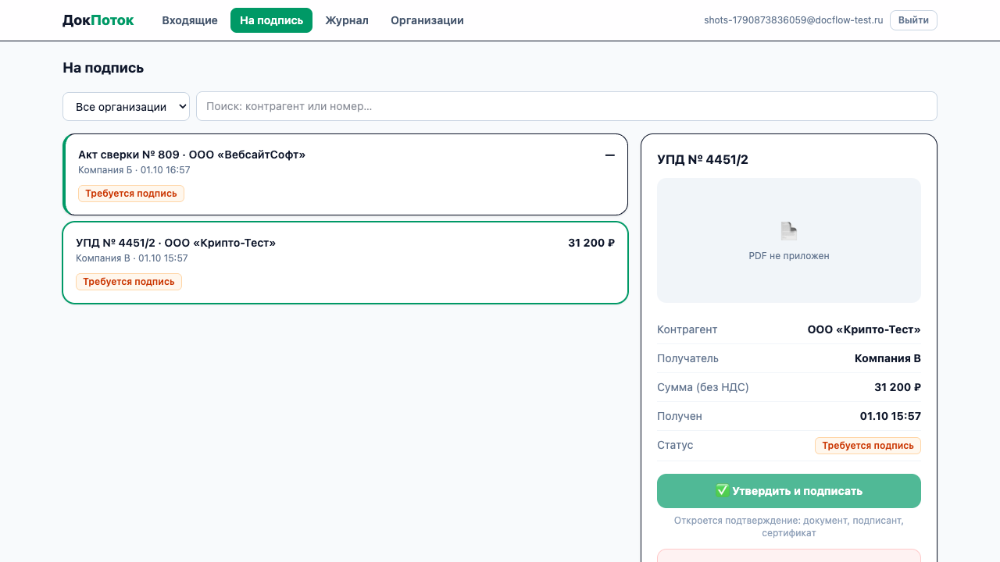 ДокПоток
Входящие
На подпись
Журнал
Организации
shots-1790873836059@docflow-test.ru
Выйти
На подпись
Все организации
Поиск: контрагент или номер...
Акт сверки № 809 · ООО «ВебсайтСофт»
—
Компания Б · 01.10 16:57
Требуется подпись
УПД № 4451/2 · ООО «Крипто-Тест»
31 200 ₽
Компания В · 01.10 15:57
Требуется подпись
УПД № 4451/2
PDF не приложен
Контрагент
ООО «Крипто-Тест»
Получатель
Компания В
Сумма (без НДС)
31 200 ₽
Получен
01.10 15:57
Статус
Требуется подпись
✅ Утвердить и подписать
Откроется подтверждение: документ, подписант,
сертификат